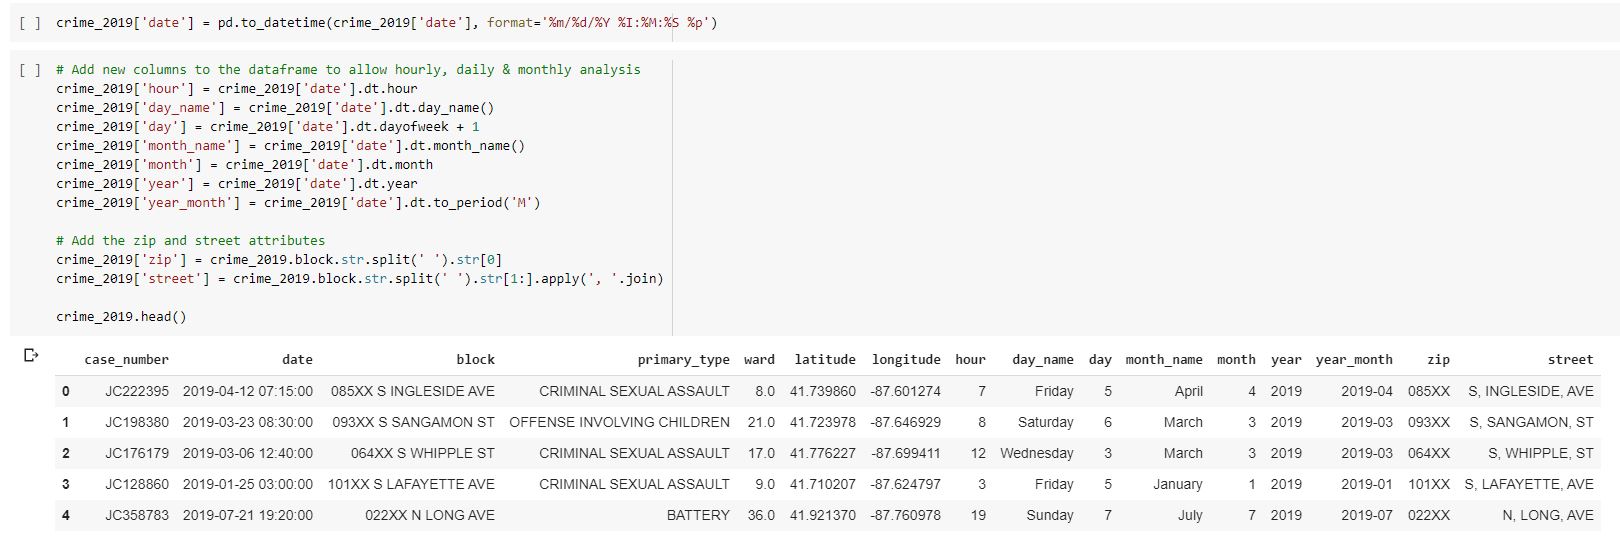 [ ] crime_2019['date'] = pd.to_datetime(crime_2019['date'], format='%m/%d/%Y %I:%M:%S %p')
[ ] # Add new columns to the dataframe to allow hourly, daily & monthly analysis
crime_2019['hour'] = crime_2019['date'].dt.hour
crime_2019['day_name'] = crime_2019['date'].dt.day_name()
crime_2019['day'] = crime_2019['date'].dt.dayofweek + 1
crime_2019['month_name'] = crime_2019['date'].dt.month_name()
crime_2019['month'] = crime_2019['date'].dt.month
crime_2019['year'] = crime_2019['date'].dt.year
crime_2019['year_month'] = crime_2019['date'].dt.to_period('M')
# Add the zip and street attributes
crime_2019['zip'] = crime_2019.block.str.split(' ').str[0]
crime_2019['street'] = crime_2019.block.str.split(' ').str[1:].apply(', '.join)
crime_2019.head()
case_number date block primary_type ward latitude longitude hour day_name day month_name month year year_month zip street
0 JC222395 2019-04-12 07:15:00 085XX S INGLESIDE AVE CRIMINAL SEXUAL ASSAULT 8.0 41.739860 -87.601274 7 Friday 5 April 4 2019 2019-04 085XX S, INGLESIDE, AVE
1 JC198380 2019-03-23 08:30:00 093XX S SANGAMON ST OFFENSE INVOLVING CHILDREN 21.0 41.723978 -87.646929 8 Saturday 6 March 3 2019 2019-03 093XX S, SANGAMON, ST
2 JC176179 2019-03-06 12:40:00 064XX S WHIPPLE ST CRIMINAL SEXUAL ASSAULT 17.0 41.776227 -87.699411 12 Wednesday 3 March 3 2019 2019-03 064XX S, WHIPPLE, ST
3 JC128860 2019-01-25 03:00:00 101XX S LAFAYETTE AVE CRIMINAL SEXUAL ASSAULT 9.0 41.710207 -87.624797 3 Friday 5 January 1 2019 2019-01 101XX S, LAFAYETTE, AVE
4 JC358783 2019-07-21 19:20:00 022XX N LONG AVE BATTERY 36.0 41.921370 -87.760978 19 Sunday 7 July 7 2019 2019-07 022XX N, LONG, AVE